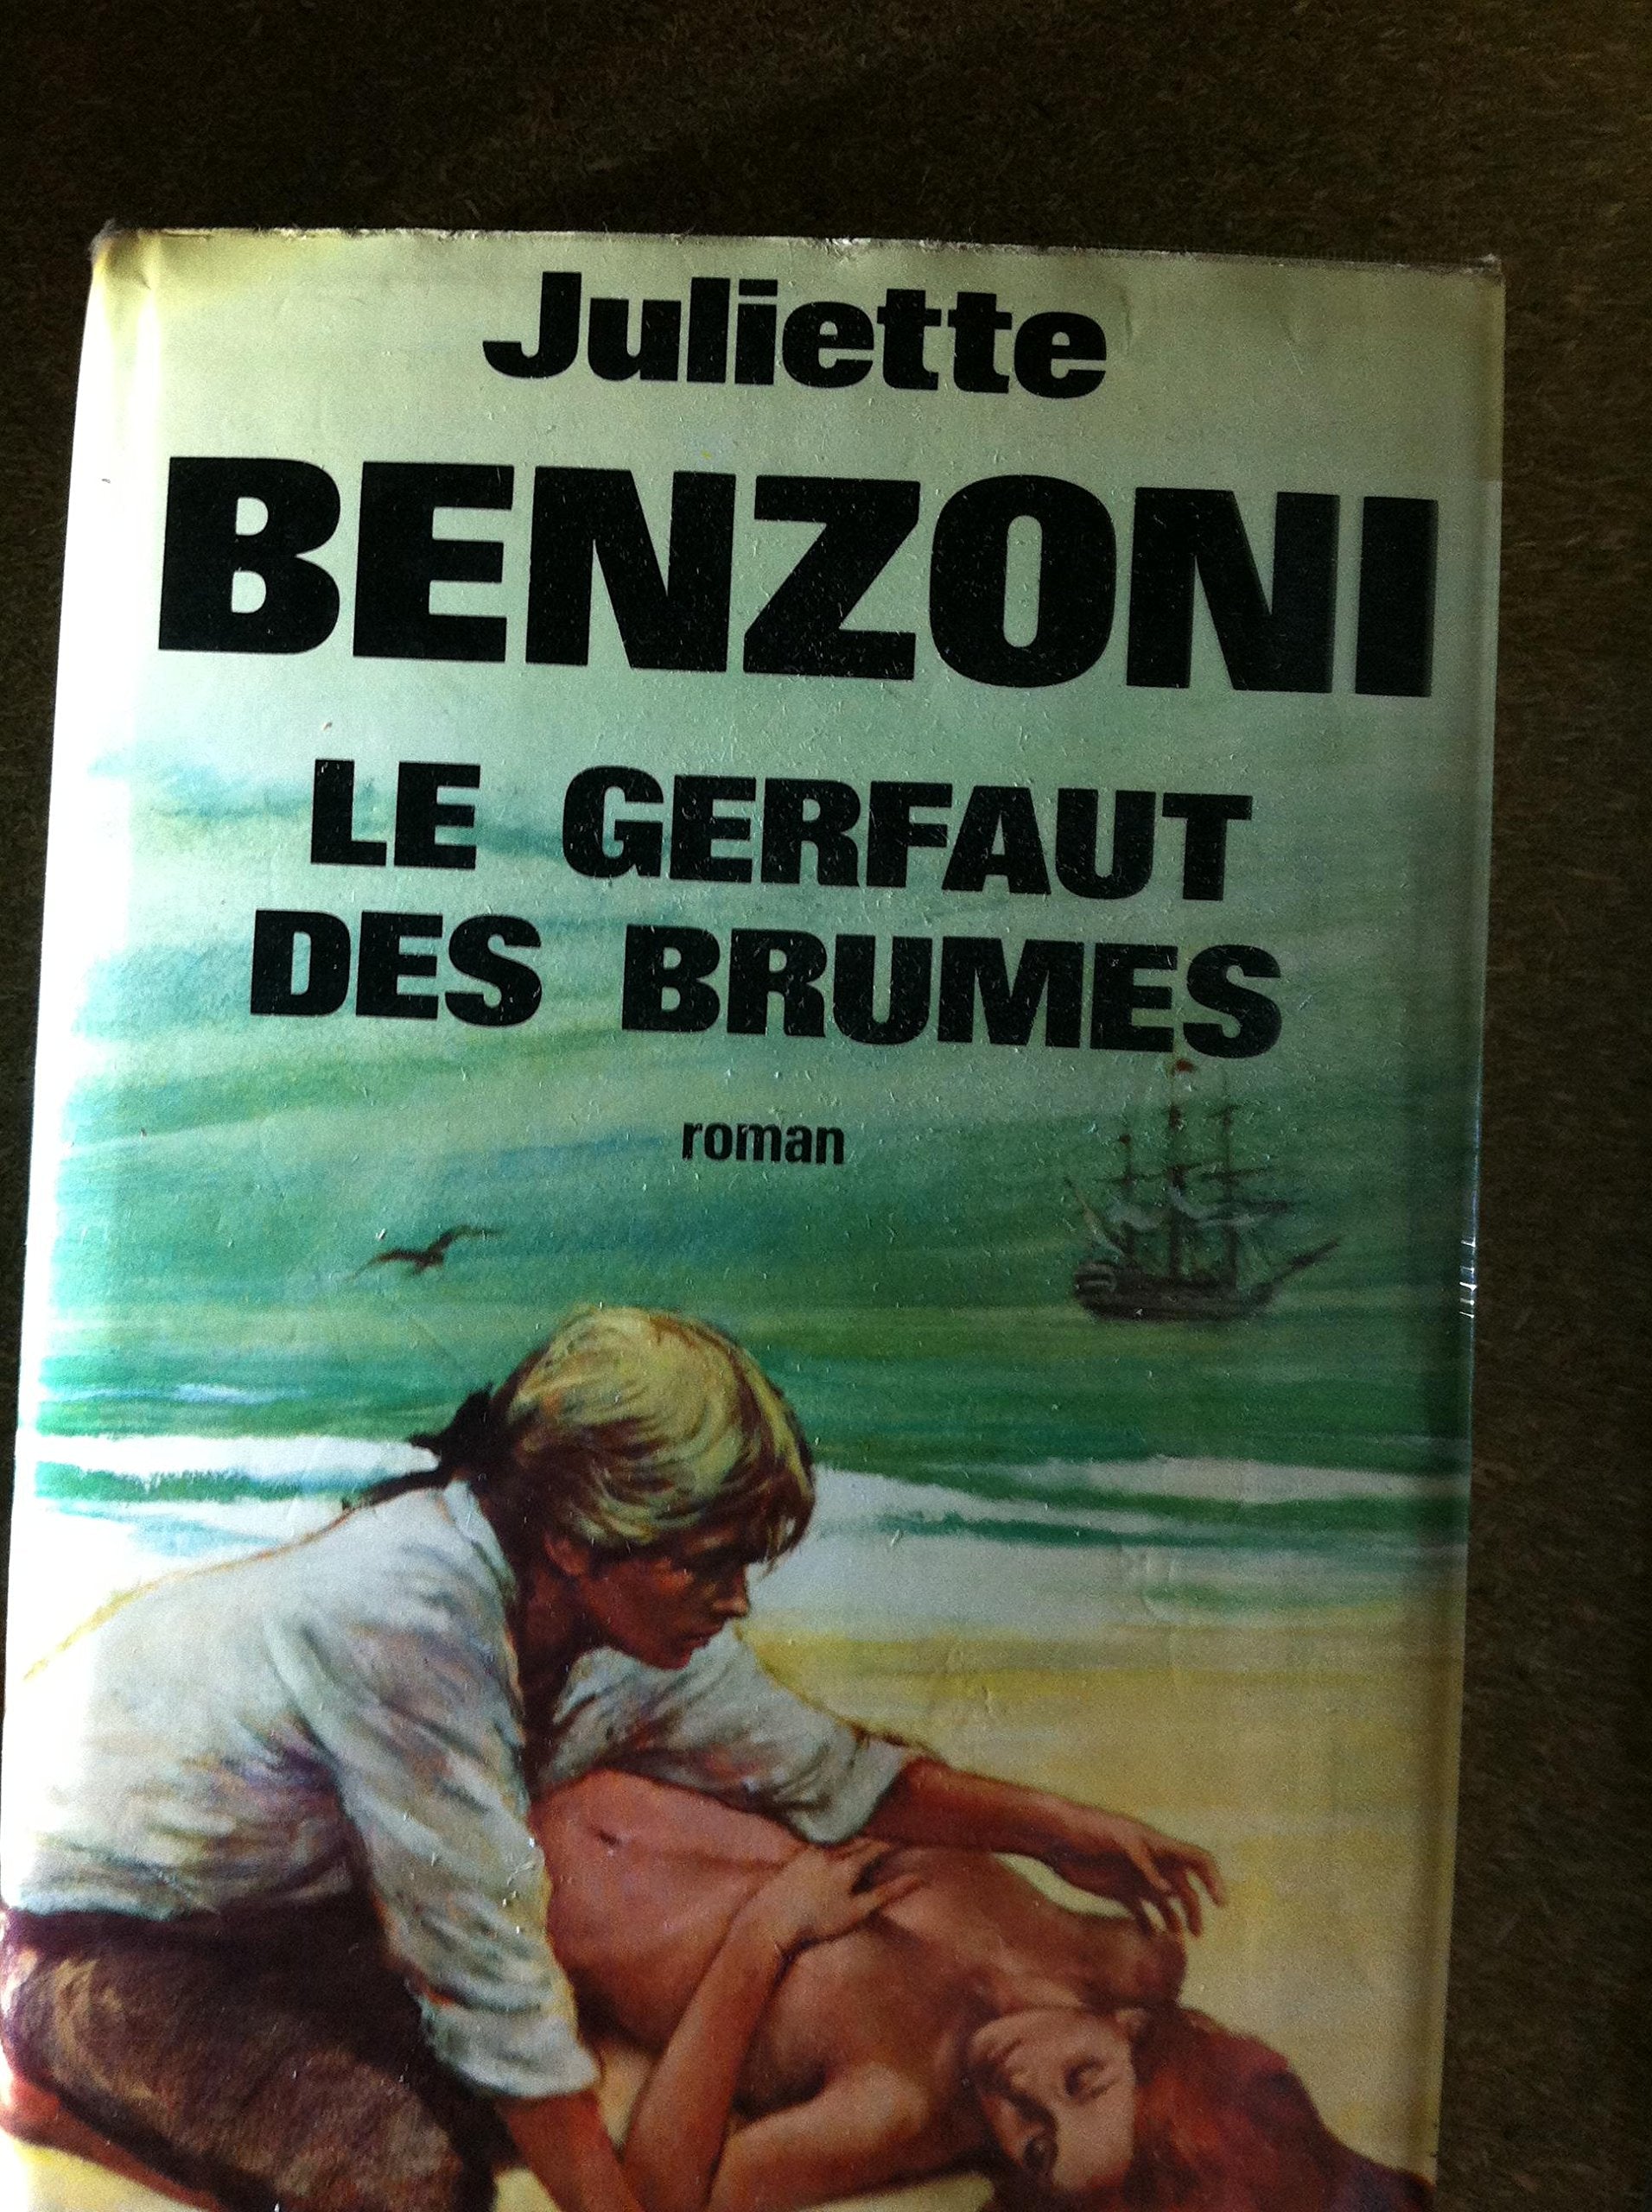 Juliette
BENZONI
LE GERFAUT
DES BRUMES
roman